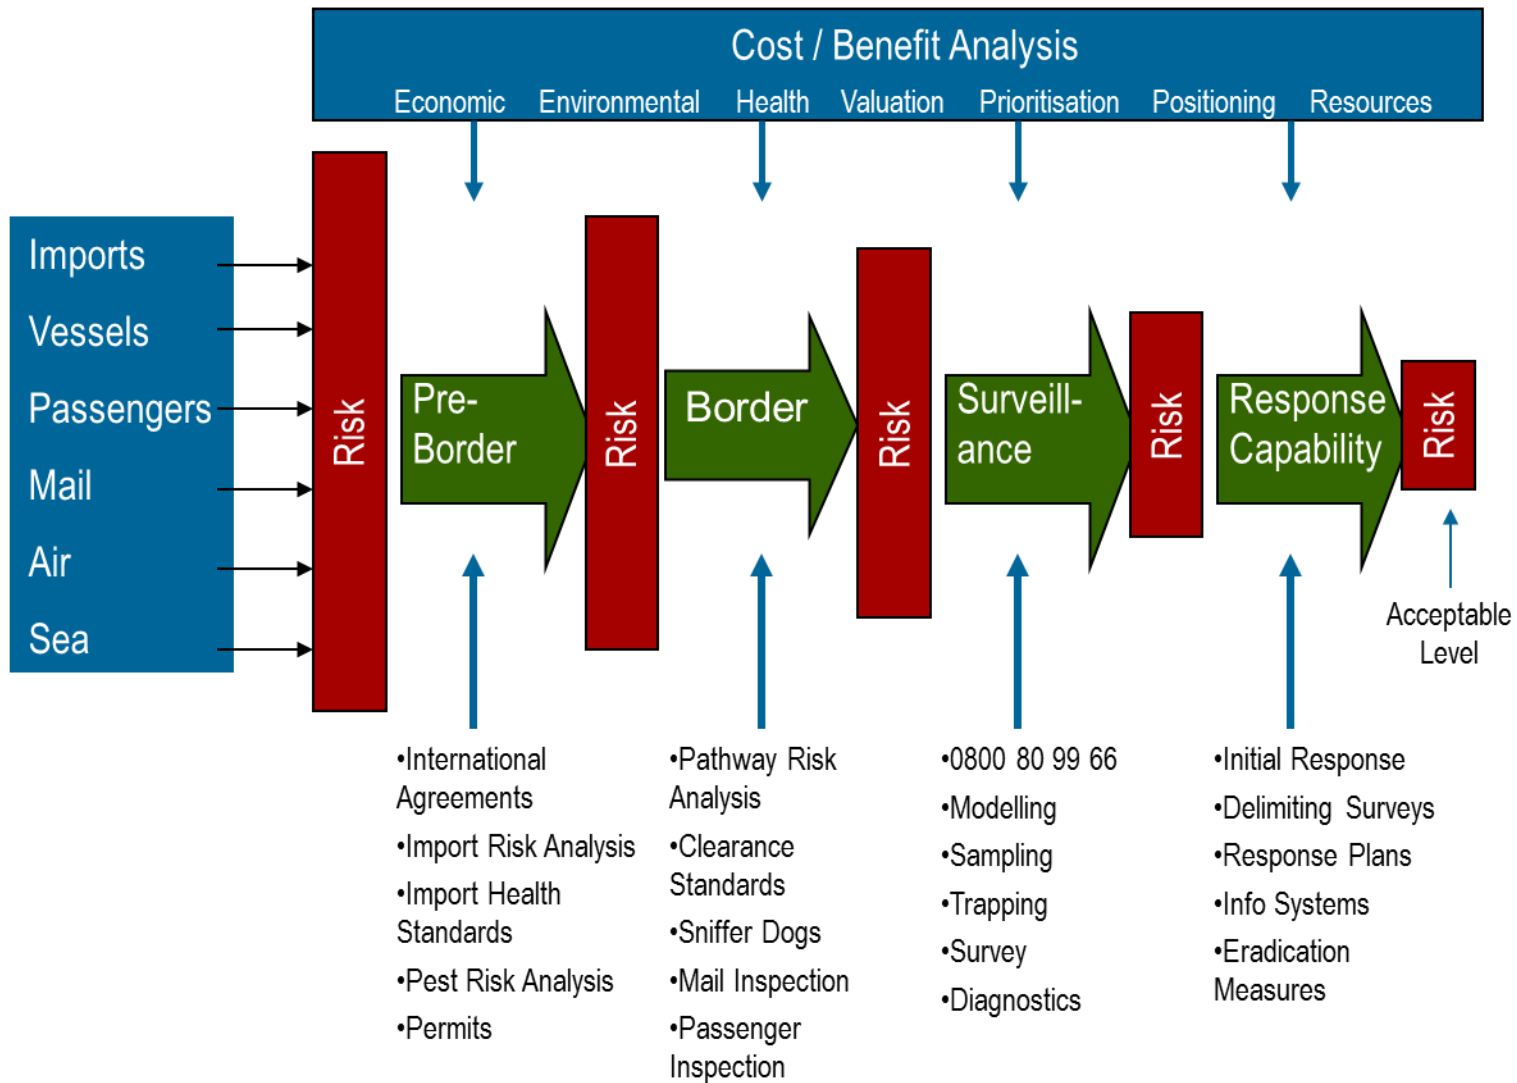 Cost / Benefit Analysis
Economic Environmental Health Valuation Prioritisation Positioning Resources
Imports
Vessels
Passengers
Mail
Air
Sea
Risk
Pre-
Border
Risk
Border
Risk
Surveill-
ance
Risk
Response
Capability
Risk
Acceptable
Level
•International
Agreements
•Import Risk Analysis
•Import Health
Standards
•Pest Risk Analysis
•Permits
•Pathway Risk
Analysis
•Clearance
Standards
•Sniffer Dogs
•Mail Inspection
•Passenger
Inspection
•0800 80 99 66
•Modelling
•Sampling
•Trapping
•Survey
•Diagnostics
•Initial Response
•Delimiting Surveys
•Response Plans
•Info Systems
•Eradication
Measures